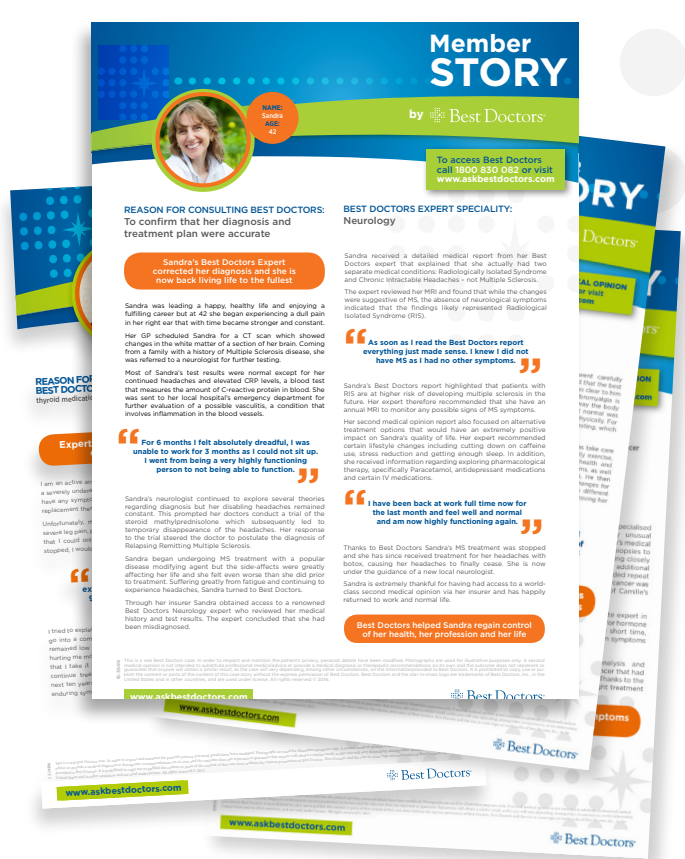 Member
STORY
by Best Doctors
NAME:
Sandra
AGE:
42
To access Best Doctors
call 1800 830 082 or visit
www.askbestdoctors.com
REASON FOR CONSULTING BEST DOCTORS:
To confirm that her diagnosis and
treatment plan were accurate
Sandra's Best Doctors Expert
corrected her diagnosis and she is
now back living life to the fullest
Sandra was leading a happy, healthy life and enjoying a
fulfilling career but at 42 she began experiencing a dull pain
in her right ear that with time became stronger and constant.
Her GP scheduled Sandra for a CT scan which showed
changes in the white matter of a section of her brain. Coming
from a family with a history of Multiple Sclerosis disease, she
was referred to a neurologist for further testing.
Most of Sandra's test results were normal except for her
continued headaches and elevated CRP levels, a blood test
that measures the amount of C-reactive protein in blood. She
was sent to her local hospital's emergency department for
further evaluation of a possible vasculitis, a condition that
involves inflammation in the blood vessels.
“For 6 months I felt absolutely dreadful, I was
unable to work for 3 months as I could not sit up.
I went from being a very highly functioning
person to not being able to function.”
Sandra's neurologist continued to explore several theories
regarding diagnosis but her disabling headaches remained
constant. This prompted her doctors conduct a trial of the
steroid methylprednisolone which subsequently led to
temporary disappearance of the headaches. Her response
to the trial steered the doctor to postulate the diagnosis of
Relapsing Remitting Multiple Sclerosis.
Sandra began undergoing MS treatment with a popular
disease modifying agent but the side-affects were greatly
affecting her life and she felt even worse than she did prior
to treatment. Suffering greatly from fatigue and continuing to
experience headaches, Sandra turned to Best Doctors.
Through her insurer Sandra obtained access to a renowned
Best Doctors Neurology expert who reviewed her medical
history and test results. The expert concluded that she had
been misdiagnosed.
BEST DOCTORS EXPERT SPECIALITY:
Neurology
Sandra received a detailed medical report from her Best
Doctors expert that explained that she actually had two
separate medical conditions: Radiologically Isolated Syndrome
and Chronic Intractable Headaches - not Multiple Sclerosis.
The expert reviewed her MRI and found that while the changes
were suggestive of MS, the absence of neurological symptoms
indicated that the findings likely represented Radiological
Isolated Syndrome (RIS).
“As soon as I read the Best Doctors report
everything just made sense. I knew I did not
have MS as I had no other symptoms.”
Sandra's Best Doctors report highlighted that patients with
RIS are at higher risk of developing multiple sclerosis in the
future. Her expert therefore recommended that she have an
annual MRI to monitor any possible signs of MS symptoms.
Her second medical opinion report also focused on alternative
treatment options that would have an extremely positive
impact on Sandra's quality of life. Her expert recommended
certain lifestyle changes including cutting down on caffeine
use, stress reduction and getting enough sleep. In addition,
she received information regarding exploring pharmacological
therapy, specifically Paracetamol, antidepressant medications
and certain IV medications.
“I have been back at work full time now for
the last month and feel well and normal
and am now highly functioning again.”
Thanks to Best Doctors Sandra's MS treatment was stopped
and she has since received treatment for her headaches with
botox, causing her headaches to finally cease. She is now
under the guidance of a new local neurologist.
Sandra is extremely thankful for having had access to a world-
class second medical opinion via her insurer and has happily
returned to work and normal life.
Best Doctors helped Sandra regain control
of her health, her profession and her life
www.askbestdoctors.com
Best Doctors
ORY
Doctors
AL OPINION
or visit
com
REASON FOR
BEST DOCTO
thyroid medicatio
Expert
www.askbestdoctors.com
Best Doctors
www.askbestdoctors.com
Best Doctors
www.askbestdoctors.com
Best Doctors